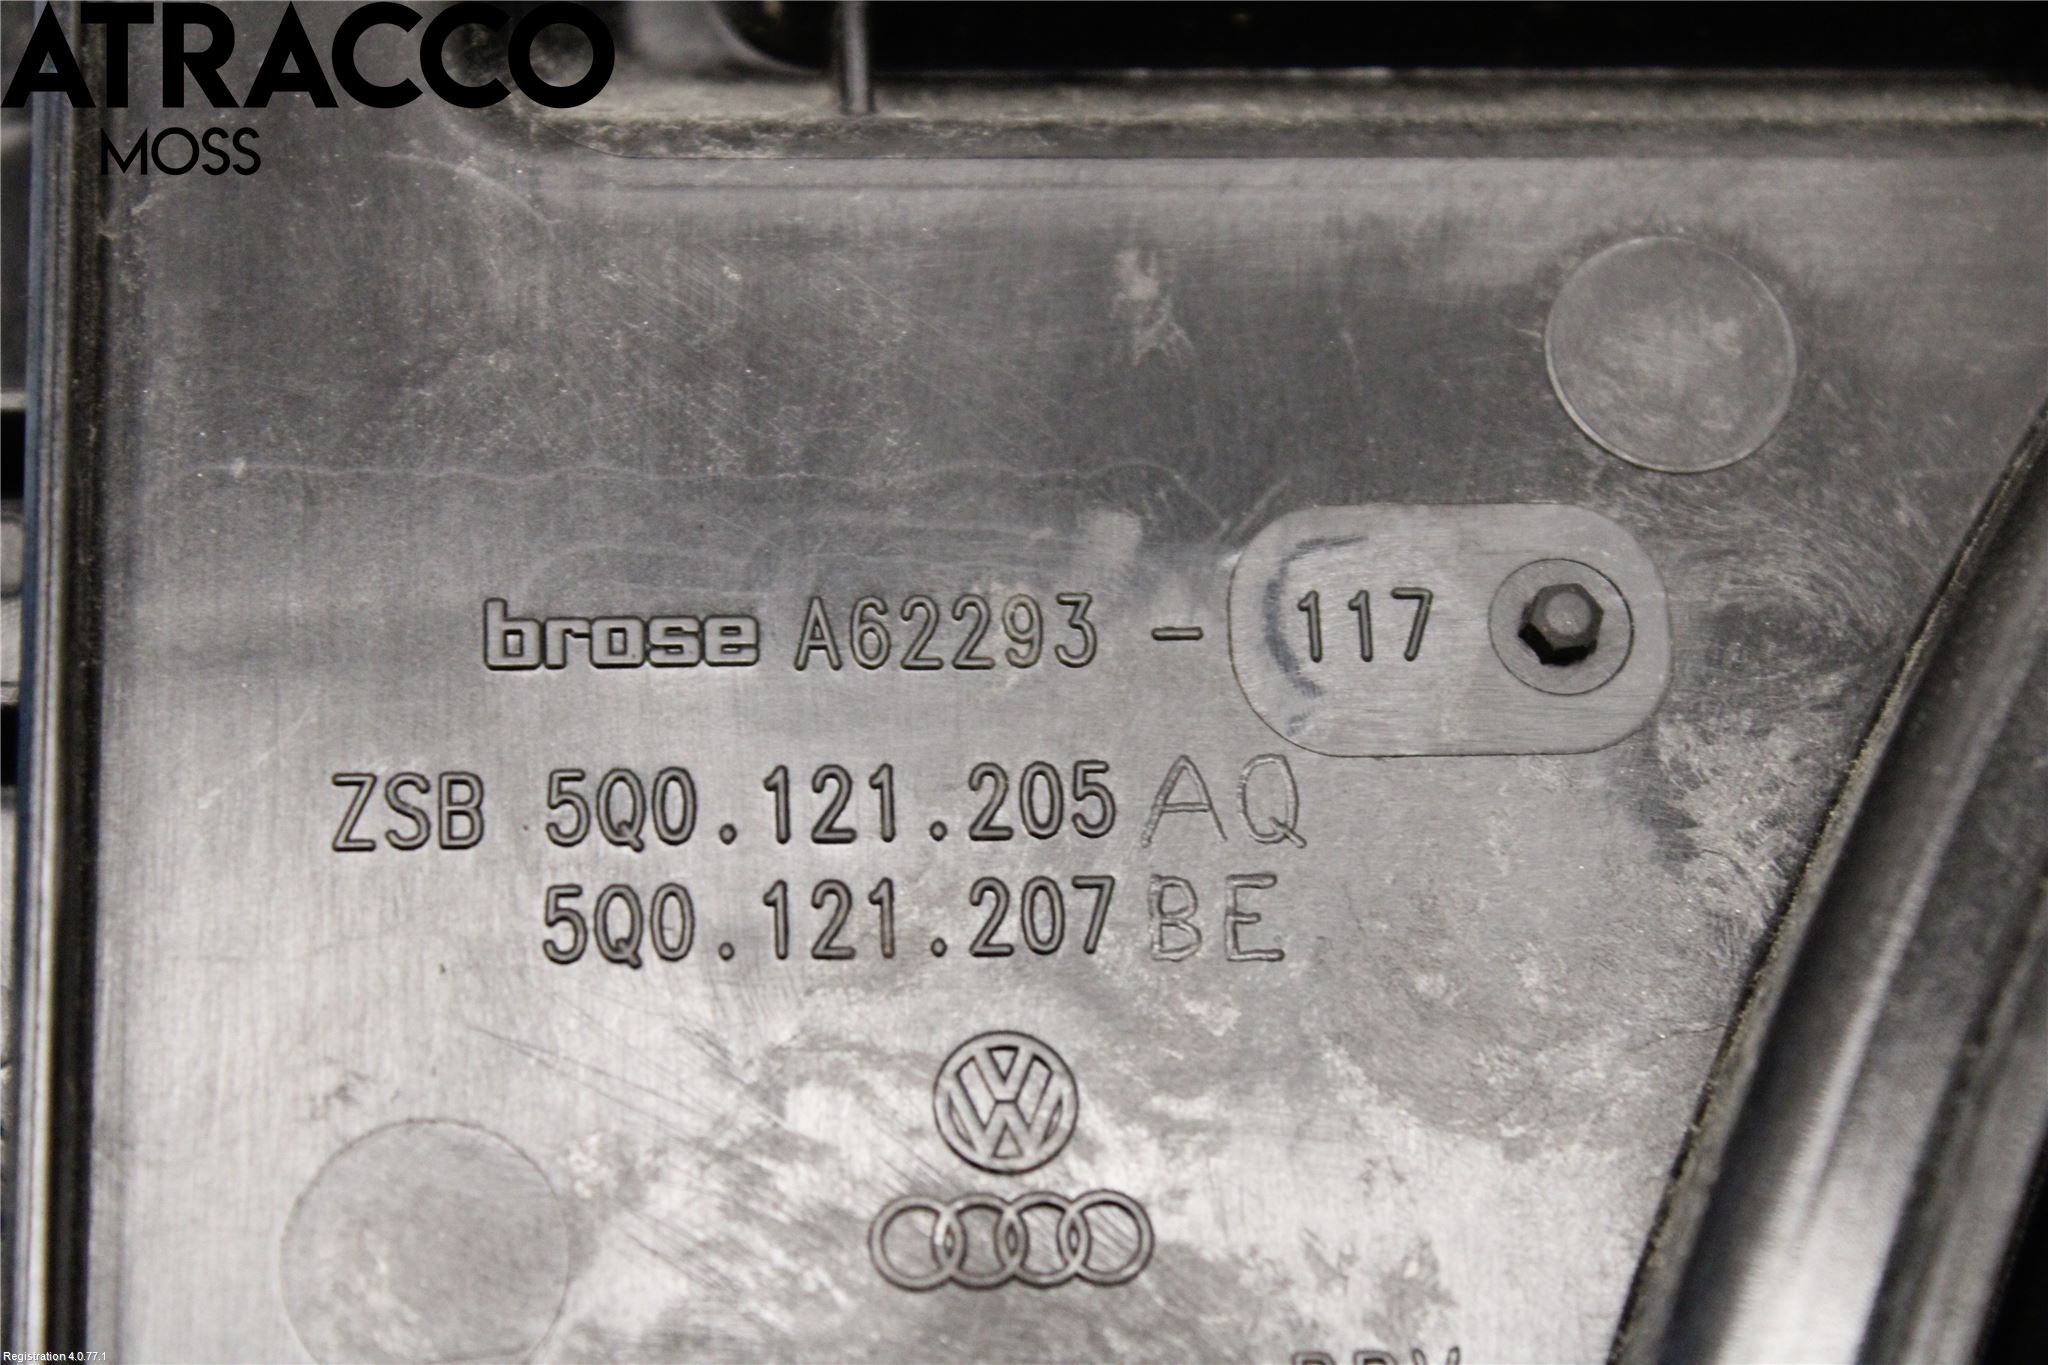 ATRACCO
MOSS
brose A62293 - 117
ZSB 5Q0.121.205 AQ
5Q0.121.207 BE
Registration 4.0.77.1